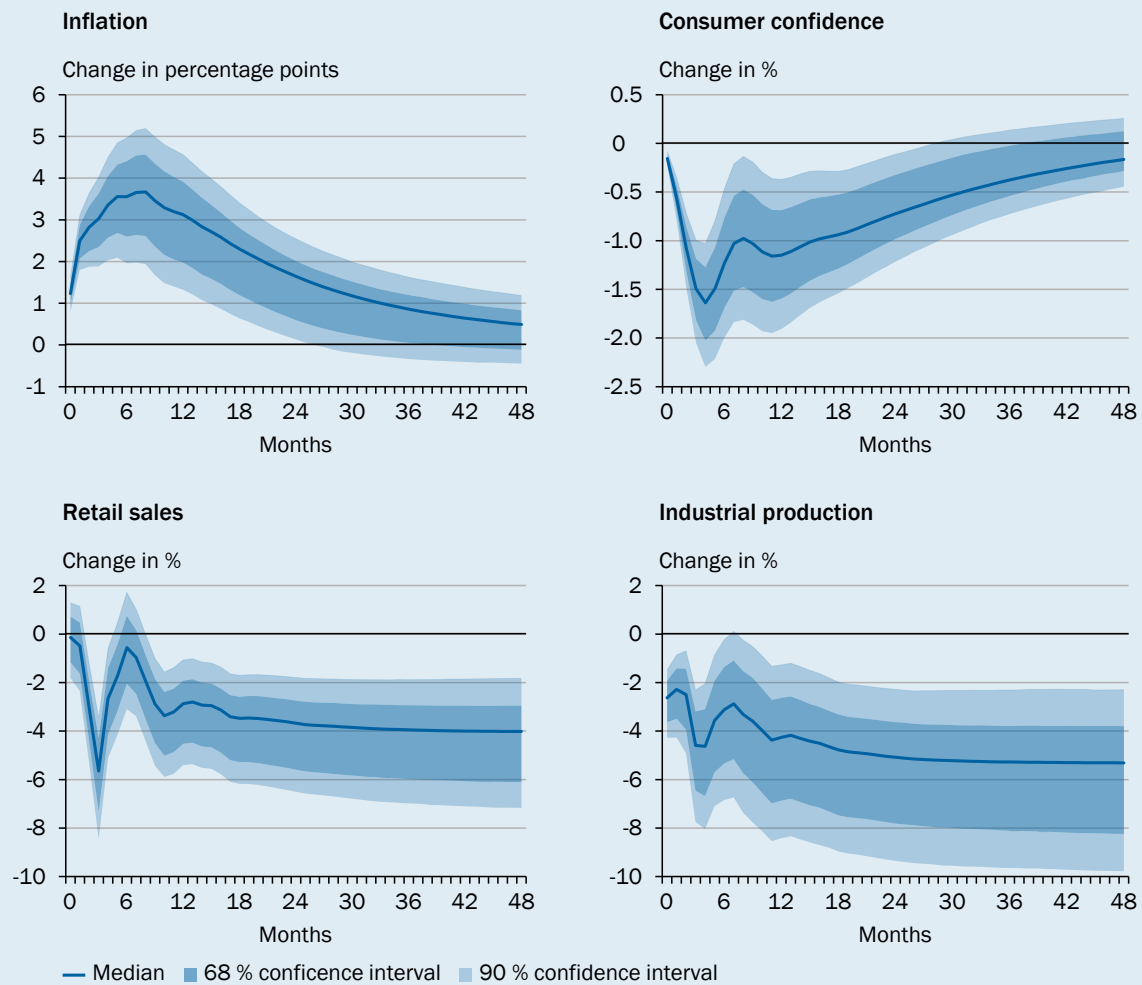 Inflation
Change in percentage points
6
5
4
3
2
1
0
-1
0 6 12 18 24 30 36 42 48
Months
Consumer confidence
Change in %
0.5
0
-0.5
-1.0
-1.5
-2.0
-2.5
0 6 12 18 24 30 36 42 48
Months
Retail sales
Change in %
2
0
-2
-4
-6
-8
-10
0 6 12 18 24 30 36 42 48
Months
Industrial production
Change in %
2
0
-2
-4
-6
-8
-10
0 6 12 18 24 30 36 42 48
Months
Median 68 % conficence interval 90 % confidence interval